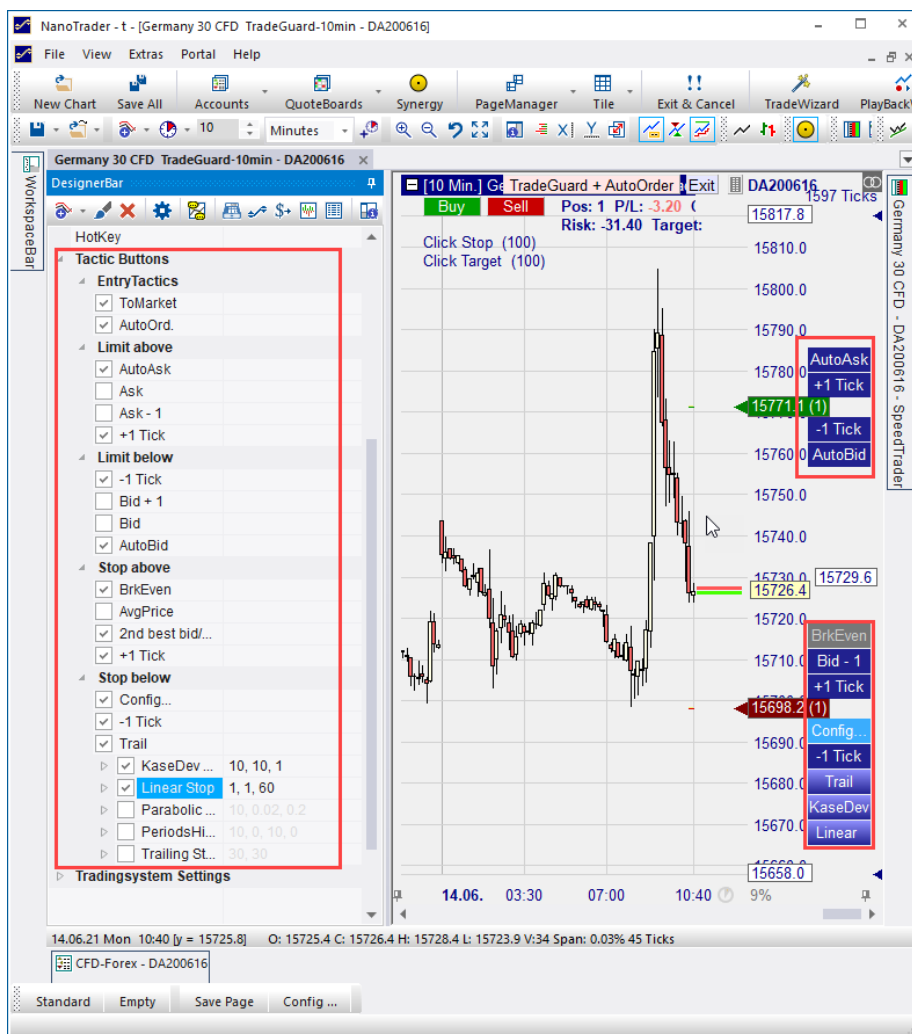 NanoTrader - t - [Germany 30 CFD TradeGuard-10min - DA200616]
File View Extras Portal Help
New Chart Save All Accounts QuoteBoards Synergy PageManager Tile Exit & Cancel TradeWizard PlayBack
10 Minutes
Germany 30 CFD TradeGuard-10min - DA200616
WorkspaceBar
DesignerBar
HotKey
Tactic Buttons
EntryTactics
ToMarket
AutoOrd.
Limit above
AutoAsk
Ask
Ask - 1
+1 Tick
Limit below
-1 Tick
Bid + 1
Bid
AutoBid
Stop above
BrkEven
AvgPrice
2nd best bid/...
+1 Tick
Stop below
Config...
-1 Tick
Trail
KaseDev ... 10, 10, 1
Linear Stop 1, 1, 60
Parabolic ... 10, 0.02, 0.2
PeriodsHi... 10, 0, 10, 0
Trailing St... 30, 30
Tradingsystem Settings
[10 Min.] Ge TradeGuard + AutoOrder Exit DA200616
1597 Ticks
Buy Sell Pos: 1 P/L: -3.20
Risk: -31.40 Target:
Click Stop (100)
Click Target (100)
15817.8
15810.0
15800.0
15790.0
15780.0
15771.1 (1)
15760.0
15750.0
15740.0
15730.0
15729.6
15726.4
15720.0
15710.0
15698.2 (1)
15690.0
15680.0
15670.0
15658.0
AutoAsk
+1 Tick
-1 Tick
AutoBid
BrkEven
Bid - 1
+1 Tick
Config...
-1 Tick
Trail
KaseDev
Linear
14.06. 03:30 07:00 10:40 9%
Germany 30 CFD - DA200616 - SpeedTrader
14.06.21 Mon 10:40 [y = 15725.8] O: 15725.4 C: 15726.4 H: 15728.4 L: 15723.9 V:34 Span: 0.03% 45 Ticks
CFD-Forex - DA200616
Standard Empty Save Page Config ...